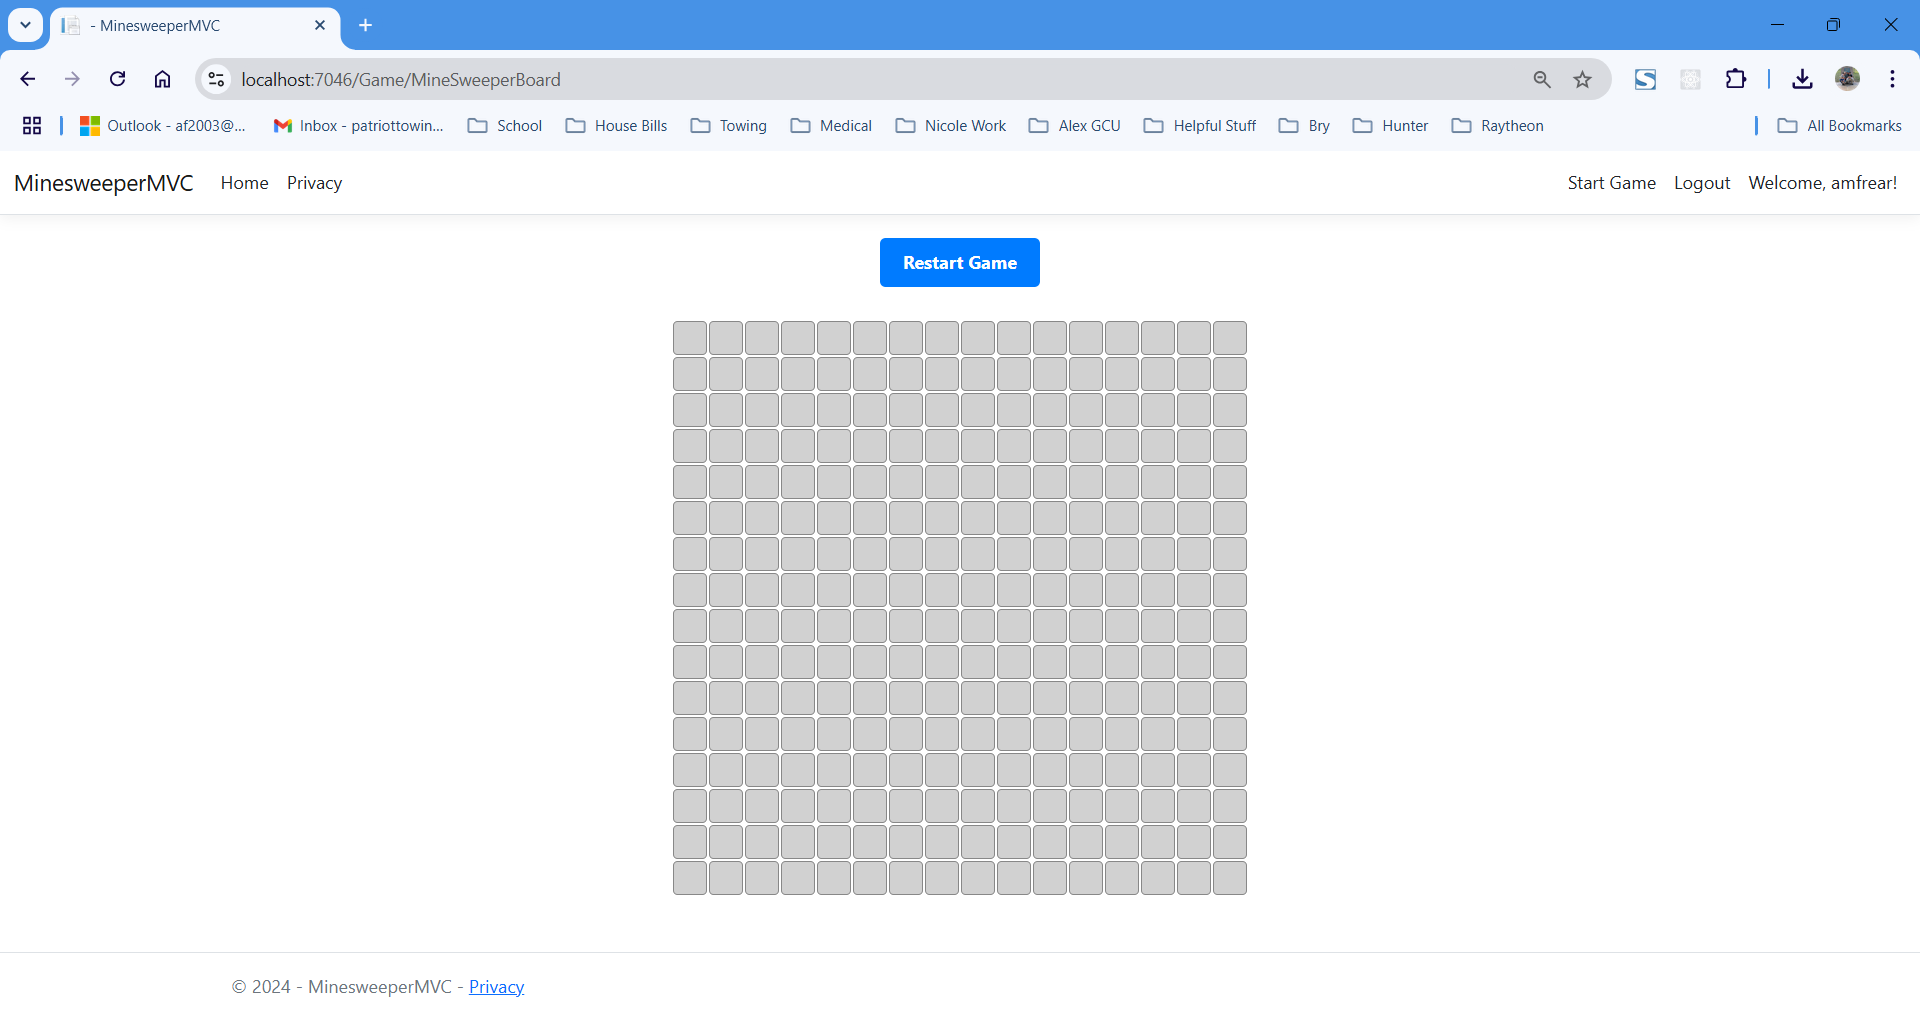 - MinesweeperMVC
localhost:7046/Game/MineSweeperBoard
Outlook - af2003@... Inbox - patriottowin... School House Bills Towing Medical Nicole Work Alex GCU Helpful Stuff Bry Hunter Raytheon All Bookmarks
MinesweeperMVC Home Privacy Start Game Logout Welcome, amfrear!
Restart Game
© 2024 - MinesweeperMVC - Privacy